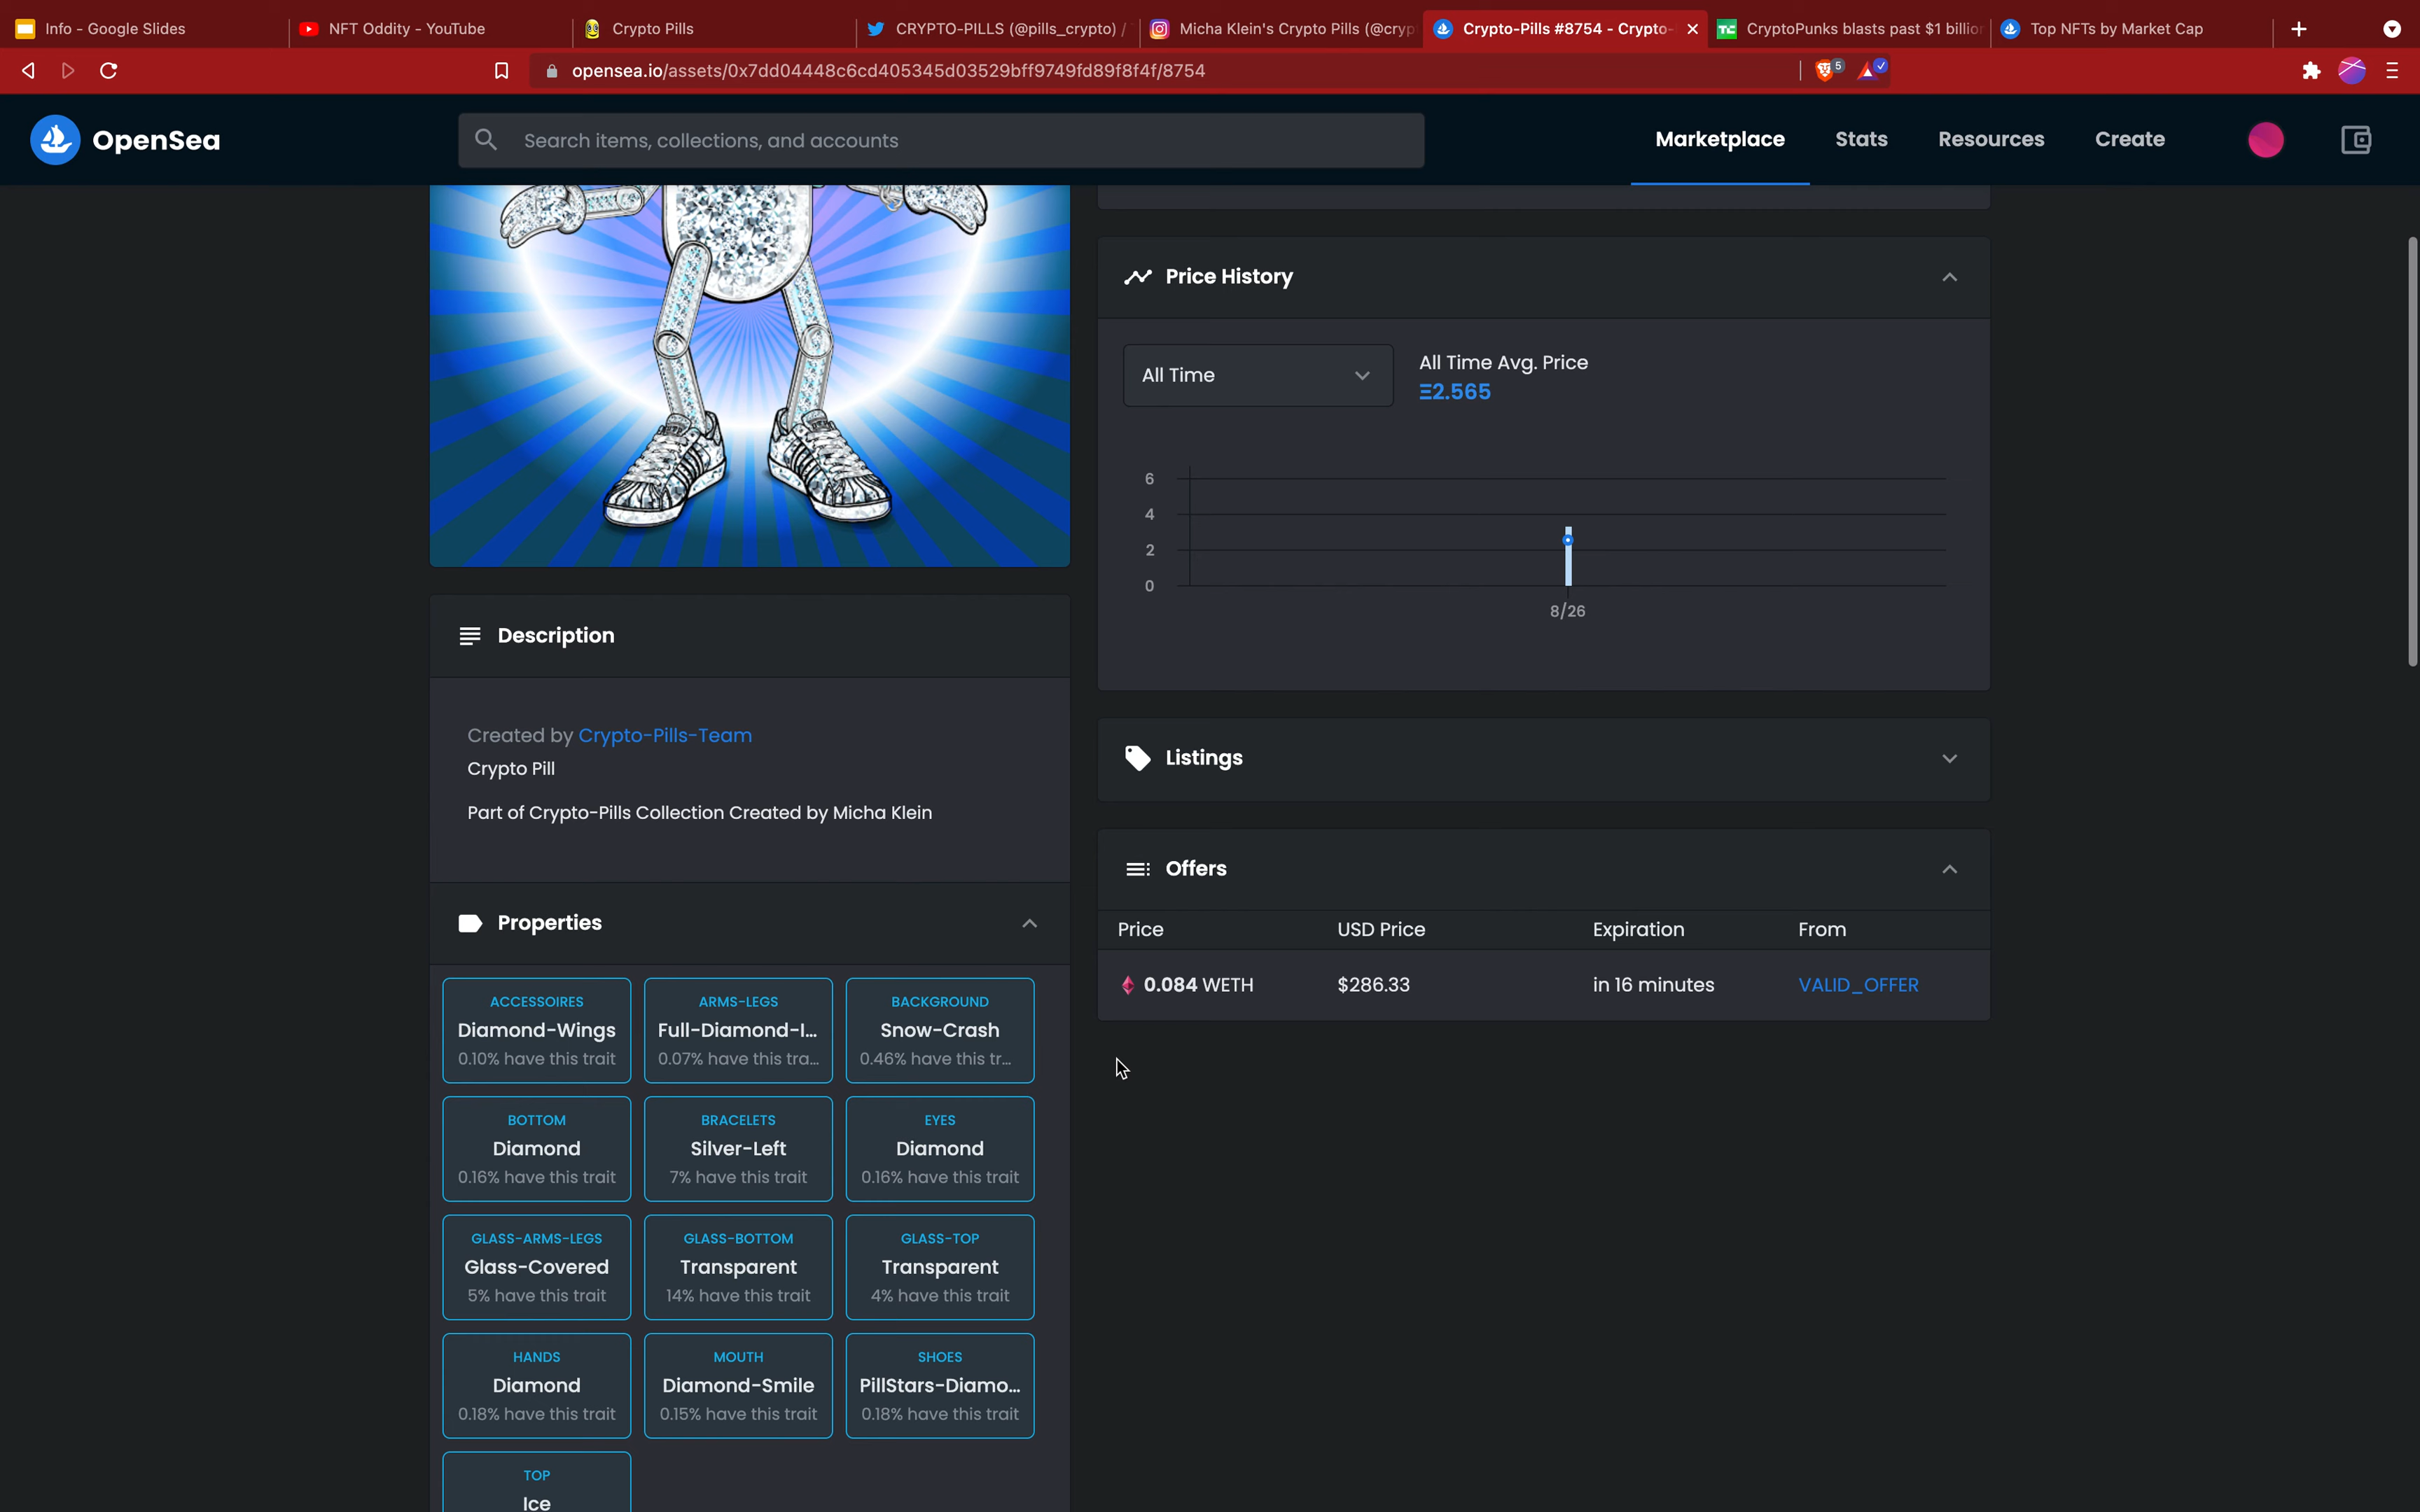 Info - Google Slides
NFT Oddity - YouTube
Crypto Pills
CRYPTO-PILLS (@pills_crypto) /
Micha Klein's Crypto Pills (@cryp
Crypto-Pills #8754 - Crypto-
CryptoPunks blasts past $1 billion
Top NFTs by Market Cap
opensea.io/assets/0x7dd04448c6cd405345d03529bff9749fd89f8f4f/8754
5
OpenSea
Search items, collections, and accounts
Marketplace
Stats
Resources
Create
Price History
All Time
All Time Avg. Price
Ξ2.565
6
4
2
0
8/26
Description
Created by Crypto-Pills-Team
Crypto Pill
Part of Crypto-Pills Collection Created by Micha Klein
Listings
Offers
Price USD Price Expiration From
0.084 WETH $286.33 in 16 minutes VALID_OFFER
Properties
ACCESSOIRES
Diamond-Wings
0.10% have this trait
ARMS-LEGS
Full-Diamond-I...
0.07% have this tra...
BACKGROUND
Snow-Crash
0.46% have this tr...
BOTTOM
Diamond
0.16% have this trait
BRACELETS
Silver-Left
7% have this trait
EYES
Diamond
0.16% have this trait
GLASS-ARMS-LEGS
Glass-Covered
5% have this trait
GLASS-BOTTOM
Transparent
14% have this trait
GLASS-TOP
Transparent
4% have this trait
HANDS
Diamond
0.18% have this trait
MOUTH
Diamond-Smile
0.15% have this trait
SHOES
PillStars-Diamo...
0.18% have this trait
TOP
Ice